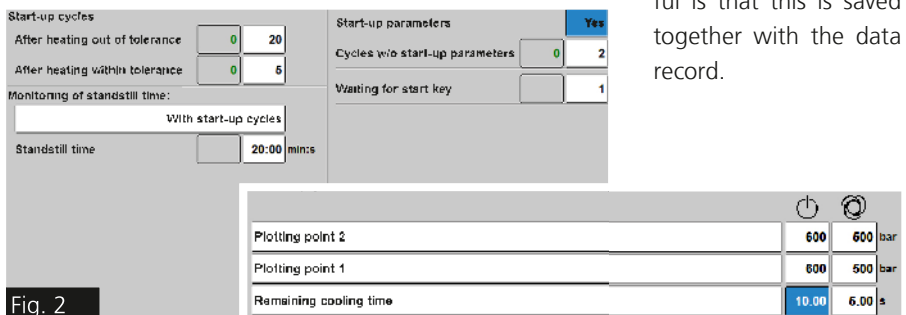 ful is that this is saved
together with the data
record.
Start-up cycles
After heating out of tolerance 0 20
After heating within tolerance 0 5
Monitoring of standstill time:
With start-up cycles
Standstill time 20:00 min:s
Start-up parameters Yes
Cycles w/o start-up parameters 0 2
Waiting for start key 1
Plotting point 2 600 500 bar
Plotting point 1 600 500 bar
Remaining cooling time 10.00 5.00 s
Fig. 2